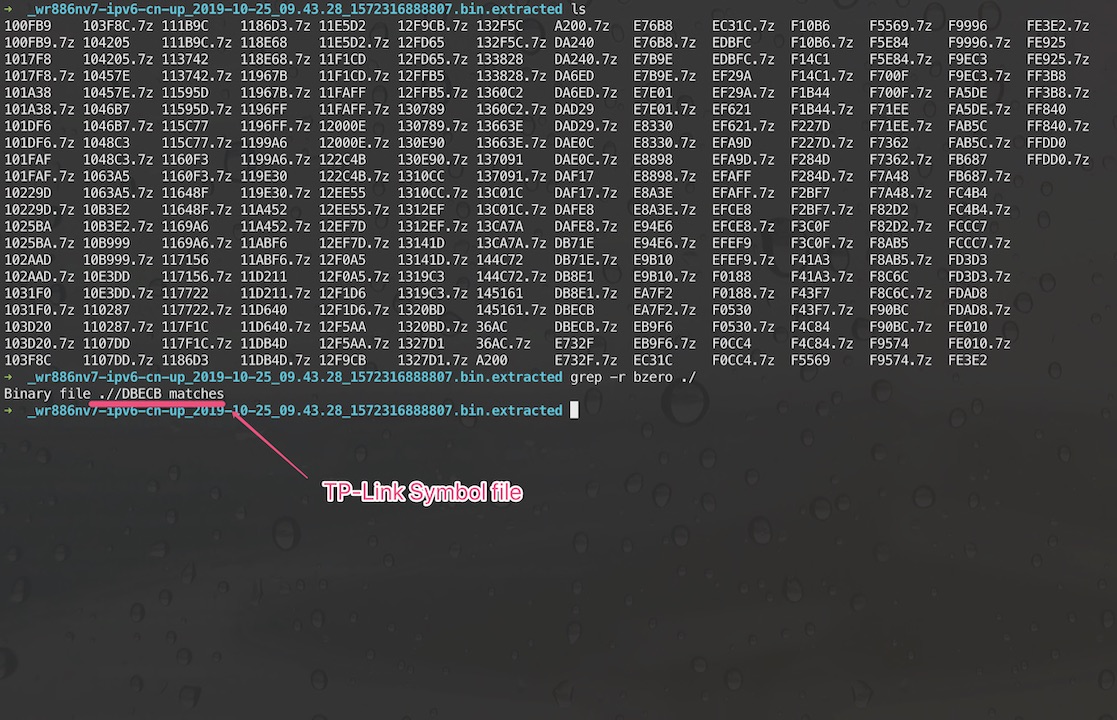 → _wr886nv7-ipv6-cn-up_2019-10-25_09.43.28_1572316888807.bin.extracted ls
100FB9 103F8C.7z 111B9C 1186D3.7z 11E5D2 12F9CB.7z 132F5C A200.7z E76B8 EC31C.7z F10B6 F5569.7z F9996 FE3E2.7z
100FB9.7z 104205 111B9C.7z 118E68 11E5D2.7z 12FD65 132F5C.7z DA240 E76B8.7z EDBFC F10B6.7z F5E84 F9996.7z FE925
1017F8 104205.7z 113742 118E68.7z 11F1CD 12FD65.7z 133828 DA240.7z E7B9E EDBFC.7z F14C1 F5E84.7z F9EC3 FE925.7z
1017F8.7z 10457E 113742.7z 11967B 11F1CD.7z 12FFB5 133828.7z DA6ED E7B9E.7z EF29A F14C1.7z F700F F9EC3.7z FF3B8
101A38 10457E.7z 11595D 11967B.7z 11FAFF 12FFB5.7z 1360C2 DA6ED.7z E7E01 EF29A.7z F1B44 F700F.7z FA5DE FF3B8.7z
101A38.7z 1046B7 11595D.7z 1196FF 11FAFF.7z 130789 1360C2.7z DAD29 E7E01.7z EF621 F1B44.7z F71EE FA5DE.7z FF840
101DF6 1046B7.7z 115C77 1196FF.7z 12000E 130789.7z 13663E DAD29.7z E8330 EF621.7z F227D F71EE.7z FAB5C FF840.7z
101DF6.7z 1048C3 115C77.7z 1199A6 12000E.7z 130E90 13663E.7z DAE0C E8330.7z EFA9D F227D.7z F7362 FAB5C.7z FFDD0
101FAF 1048C3.7z 1160F3 1199A6.7z 122C4B 130E90.7z 137091 DAE0C.7z E8898 EFA9D.7z F284D F7362.7z FB687 FFDD0.7z
101FAF.7z 1063A5 1160F3.7z 119E30 122C4B.7z 1310CC 137091.7z DAF17 E8898.7z EFAFF F284D.7z F7A48 FB687.7z
10229D 1063A5.7z 11648F 119E30.7z 12EE55 1310CC.7z 13C01C DAF17.7z E8A3E EFAFF.7z F2BF7 F7A48.7z FC4B4
10229D.7z 10B3E2 11648F.7z 11A452 12EE55.7z 1312EF 13C01C.7z DAFE8 E8A3E.7z EFCE8 F2BF7.7z F82D2 FC4B4.7z
1025BA 10B3E2.7z 1169A6 11A452.7z 12EF7D 1312EF.7z 13CA7A DAFE8.7z E94E6 EFCE8.7z F3C0F F82D2.7z FCCC7
1025BA.7z 10B999 1169A6.7z 11ABF6 12EF7D.7z 13141D 13CA7A.7z DB71E E94E6.7z EFEF9 F3C0F.7z F8AB5 FCCC7.7z
102AAD 10B999.7z 117156 11ABF6.7z 12F0A5 13141D.7z 144C72 DB71E.7z E9B10 EFEF9.7z F41A3 F8AB5.7z FD3D3
102AAD.7z 10E3DD 117156.7z 11D211 12F0A5.7z 1319C3 144C72.7z DB8E1 E9B10.7z F0188 F41A3.7z F8C6C FD3D3.7z
1031F0 10E3DD.7z 117722 11D211.7z 12F1D6 1319C3.7z 145161 DB8E1.7z EA7F2 F0188.7z F43F7 F8C6C.7z FDAD8
1031F0.7z 110287 117722.7z 11D640 12F1D6.7z 1320BD 145161.7z DBECB EA7F2.7z F0530 F43F7.7z F90BC FDAD8.7z
103D20 110287.7z 117F1C 11D640.7z 12F5AA 1320BD.7z 36AC DBECB.7z EB9F6 F0530.7z F4C84 F90BC.7z FE010
103D20.7z 1107DD 117F1C.7z 11DB4D 12F5AA.7z 1327D1 36AC.7z E732F EB9F6.7z F0CC4 F4C84.7z F9574 FE010.7z
103F8C 1107DD.7z 1186D3 11DB4D.7z 12F9CB 1327D1.7z A200 E732F.7z EC31C F0CC4.7z F5569 F9574.7z FE3E2
→ _wr886nv7-ipv6-cn-up_2019-10-25_09.43.28_1572316888807.bin.extracted grep -r bzero ./
Binary file .//DBECB matches
→ _wr886nv7-ipv6-cn-up_2019-10-25_09.43.28_1572316888807.bin.extracted
TP-Link Symbol file